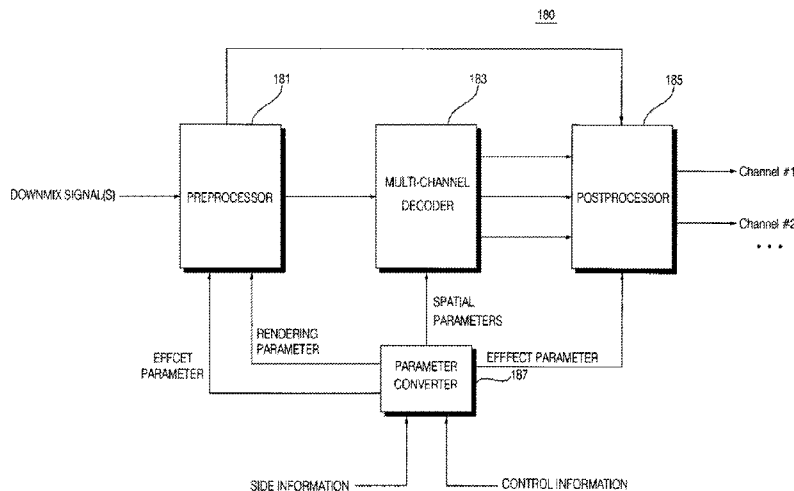 180
181
183
185
DOWNMIX SIGNAL(S)
PREPROCESSOR
MULTI-CHANNEL
DECODER
POSTPROCESSOR
Channel #1
Channel #2
• • •
SPATIAL
PARAMETERS
RENDERING
PARAMETER
EFFCET
PARAMETER
PARAMETER
CONVERTER
EFFFECT PARAMETER
187
SIDE INFORMATION
CONTROL INFORMATION